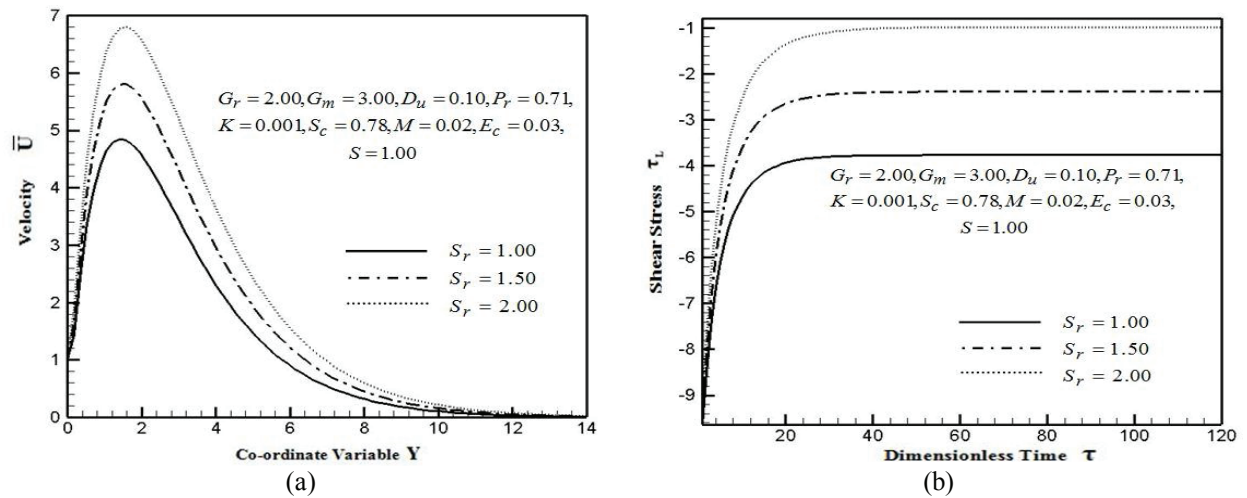 7
6
5
4
3
2
1
0
Velocity U̿
G_r = 2.00, G_m = 3.00, D_u = 0.10, P_r = 0.71,
K = 0.001, S_c = 0.78, M = 0.02, E_c = 0.03,
S = 1.00
S_r = 1.00
S_r = 1.50
S_r = 2.00
0 2 4 6 8 10 12 14
Co-ordinate Variable Y
(a)
-1
-2
-3
-4
-5
-6
-7
-8
-9
Shear Stress τ_L
G_r = 2.00, G_m = 3.00, D_u = 0.10, P_r = 0.71,
K = 0.001, S_c = 0.78, M = 0.02, E_c = 0.03,
S = 1.00
S_r = 1.00
S_r = 1.50
S_r = 2.00
20 40 60 80 100 120
Dimensionless Time τ
(b)